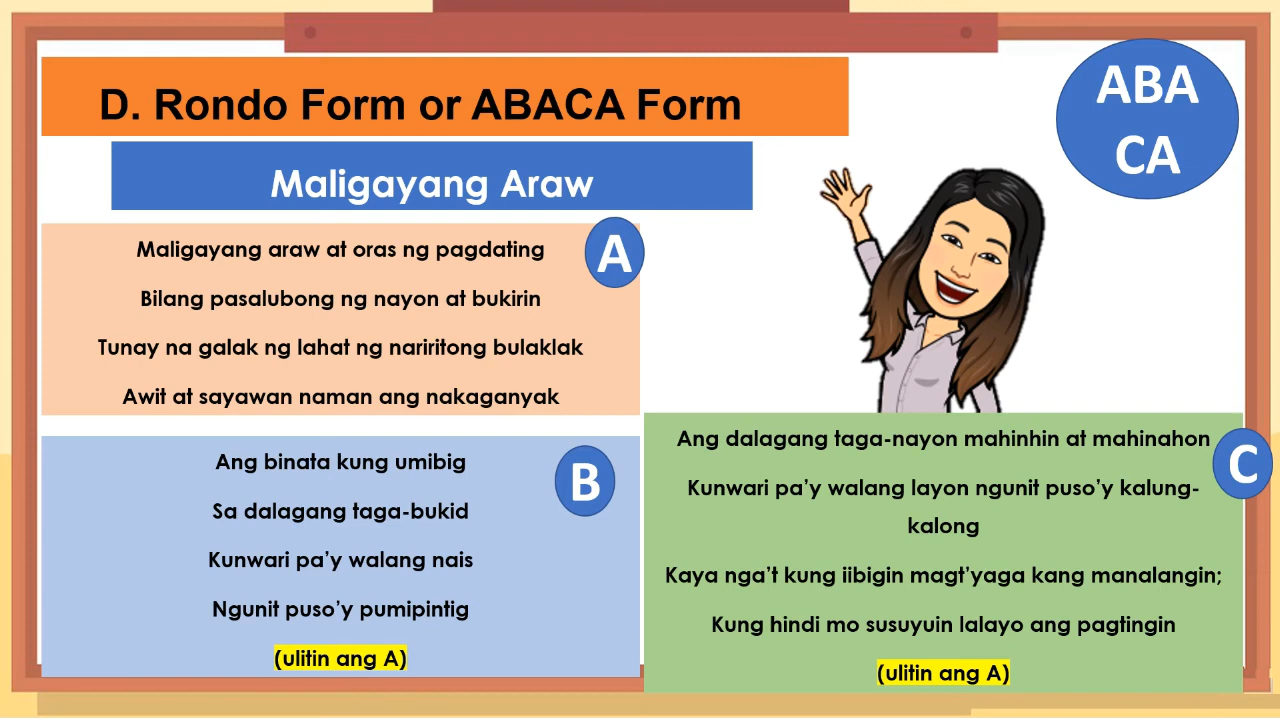 D. Rondo Form or ABACA Form
ABA
CA
Maligayang Araw
A
Maligayang araw at oras ng pagdating
Bilang pasalubong ng nayon at bukirin
Tunay na galak ng lahat ng nariritong bulaklak
Awit at sayawan naman ang nakaganyak
B
Ang binata kung umibig
Sa dalagang taga-bukid
Kunwari pa'y walang nais
Ngunit puso'y pumipintig
(ulitin ang A)
C
Ang dalagang taga-nayon mahinhin at mahinahon
Kunwari pa'y walang layon ngunit puso'y kalung-
kalong
Kaya nga't kung iibigin magt'yaga kang manalangin;
Kung hindi mo susuyuin lalayo ang pagtingin
(ulitin ang A)